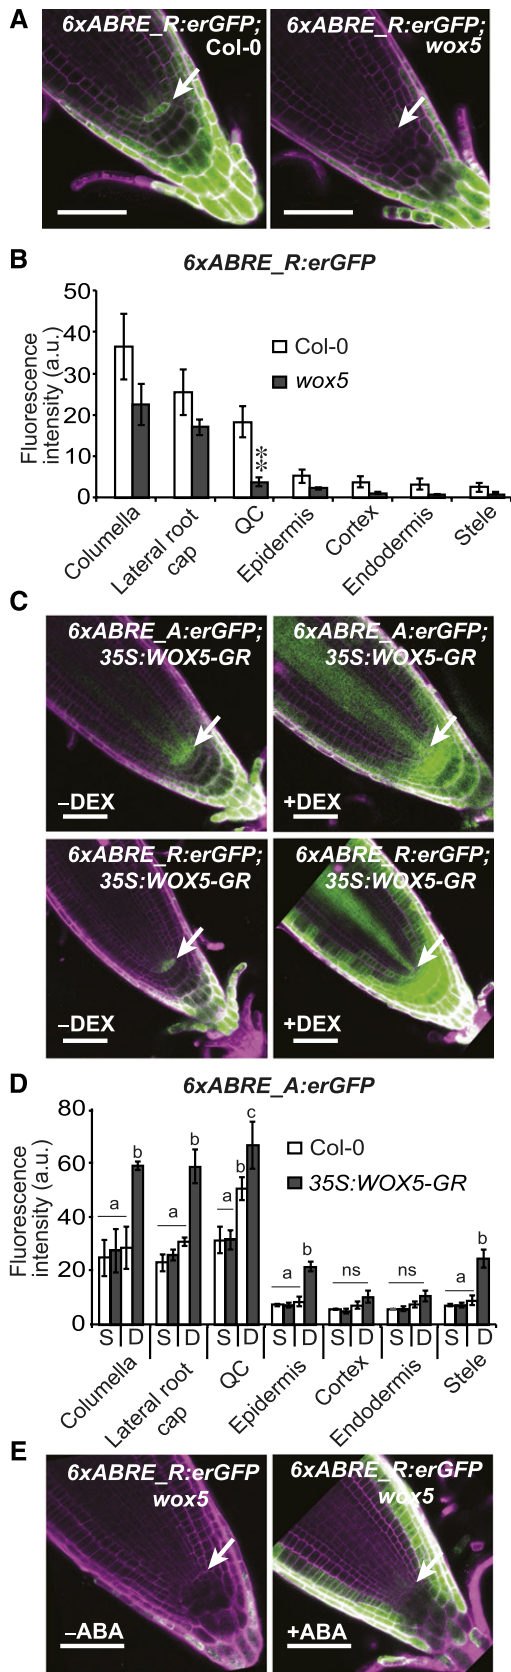 A
6xABRE_R:erGFP;
Col-0
6xABRE_R:erGFP;
wox5
B
6xABRE_R:erGFP
Fluorescence
intensity (a.u.)
50
40
30
20
10
0
Col-0
wox5
**
Columella
Lateral root
cap
QC
Epidermis
Cortex
Endodermis
Stele
C
6xABRE_A:erGFP;
35S:WOX5-GR
–DEX
6xABRE_A:erGFP;
35S:WOX5-GR
+DEX
6xABRE_R:erGFP;
35S:WOX5-GR
–DEX
6xABRE_R:erGFP;
35S:WOX5-GR
+DEX
D
6xABRE_A:erGFP
Fluorescence
intensity (a.u.)
80
60
40
20
0
Col-0
35S:WOX5-GR
a b a b a b c a b ns ns a b
S D S D S D S D S D S D S D
Columella
Lateral root
cap
QC
Epidermis
Cortex
Endodermis
Stele
E
6xABRE_R:erGFP
wox5
–ABA
6xABRE_R:erGFP
wox5
+ABA